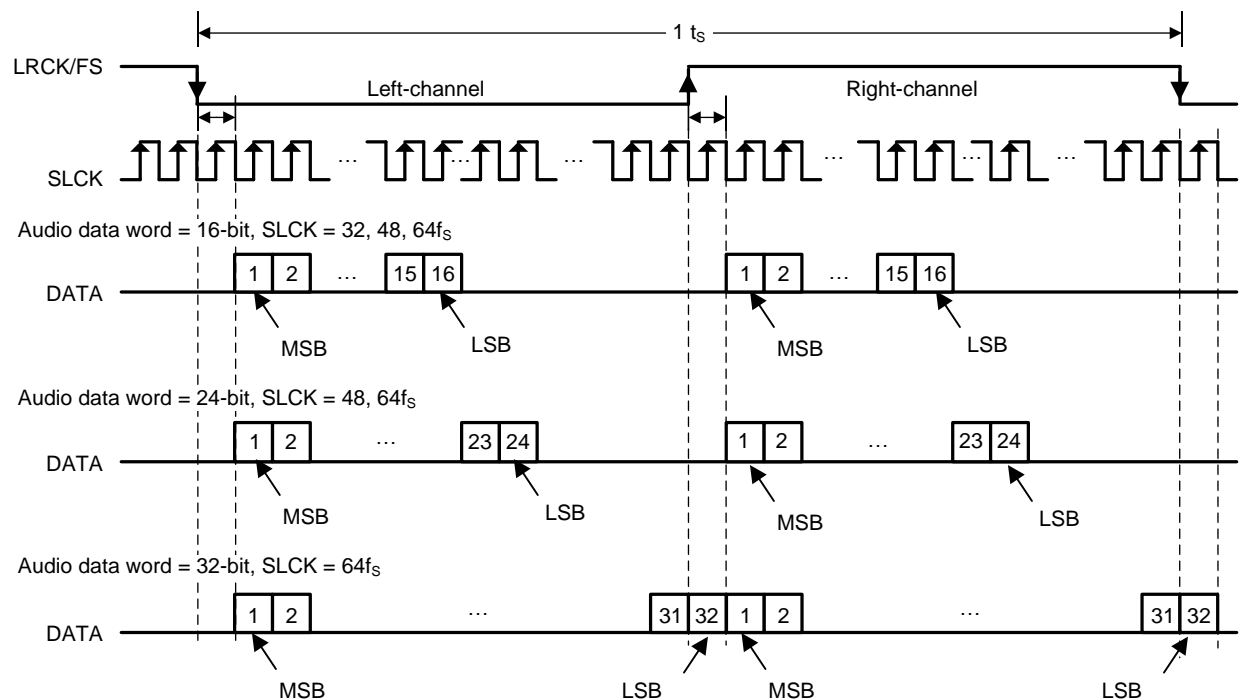 1 tS
LRCK/FS
Left-channel
Right-channel
SLCK
… … … … … …
Audio data word = 16-bit, SLCK = 32, 48, 64fS
DATA
1 2 … 15 16 1 2 … 15 16
MSB LSB MSB LSB
Audio data word = 24-bit, SLCK = 48, 64fS
DATA
1 2 … 23 24 1 2 … 23 24
MSB LSB MSB LSB
Audio data word = 32-bit, SLCK = 64fS
DATA
1 2 … 31 32 1 2 … 31 32
MSB LSB MSB LSB